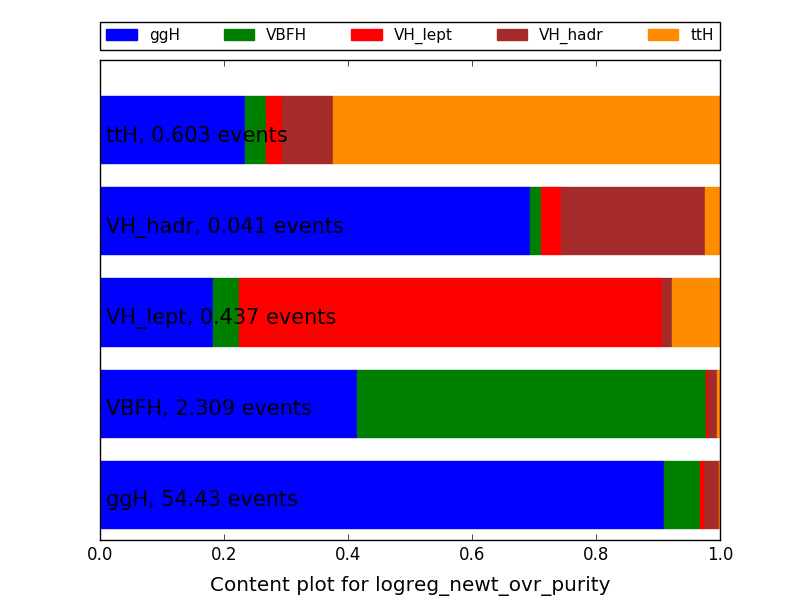 ggH VBFH VH_lept VH_hadr ttH
ttH, 0.603 events
VH_hadr, 0.041 events
VH_lept, 0.437 events
VBFH, 2.309 events
ggH, 54.43 events
0.0 0.2 0.4 0.6 0.8 1.0
Content plot for logreg_newt_ovr_purity